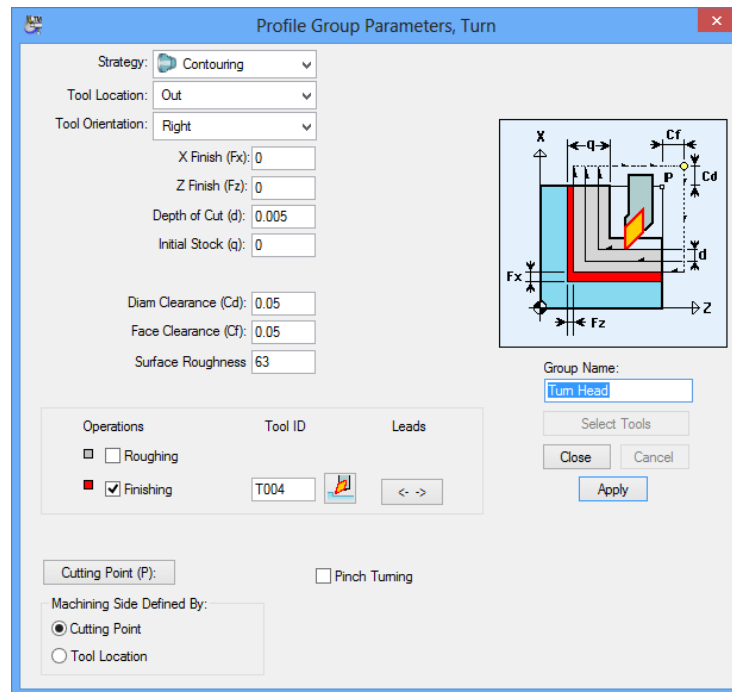 Profile Group Parameters, Turn
Strategy: Contouring
Tool Location: Out
Tool Orientation: Right
X Finish (Fx): 0
Z Finish (Fz): 0
Depth of Cut (d): 0.005
Initial Stock (q): 0
Diam Clearance (Cd): 0.05
Face Clearance (Cf): 0.05
Surface Roughness 63
X
q
Cf
P
Cd
d
Fx
Z
Fz
Group Name:
Turn Head
Select Tools
Close Cancel
Apply
Operations Tool ID Leads
Roughing
Finishing T004 <- ->
Cutting Point (P):
Pinch Turning
Machining Side Defined By:
Cutting Point
Tool Location